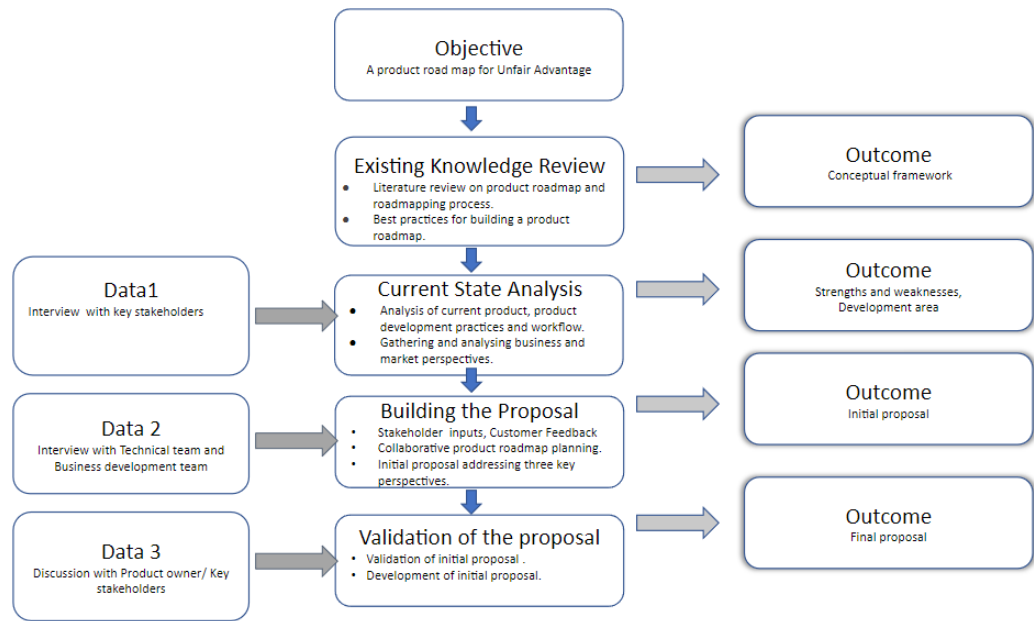 Objective
A product road map for Unfair Advantage
Existing Knowledge Review
● Literature review on product roadmap and
roadmapping process.
● Best practices for building a product
roadmap.
Outcome
Conceptual framework
Data1
Interview with key stakeholders
Current State Analysis
● Analysis of current product, product
development practices and workflow.
● Gathering and analysing business and
market perspectives.
Outcome
Strengths and weaknesses,
Development area
Data 2
Interview with Technical team and
Business development team
Building the Proposal
• Stakeholder inputs, Customer Feedback
• Collaborative product roadmap planning.
• Initial proposal addressing three key
perspectives.
Outcome
Initial proposal
Data 3
Discussion with Product owner/ Key
stakeholders
Validation of the proposal
• Validation of initial proposal .
• Development of initial proposal.
Outcome
Final proposal